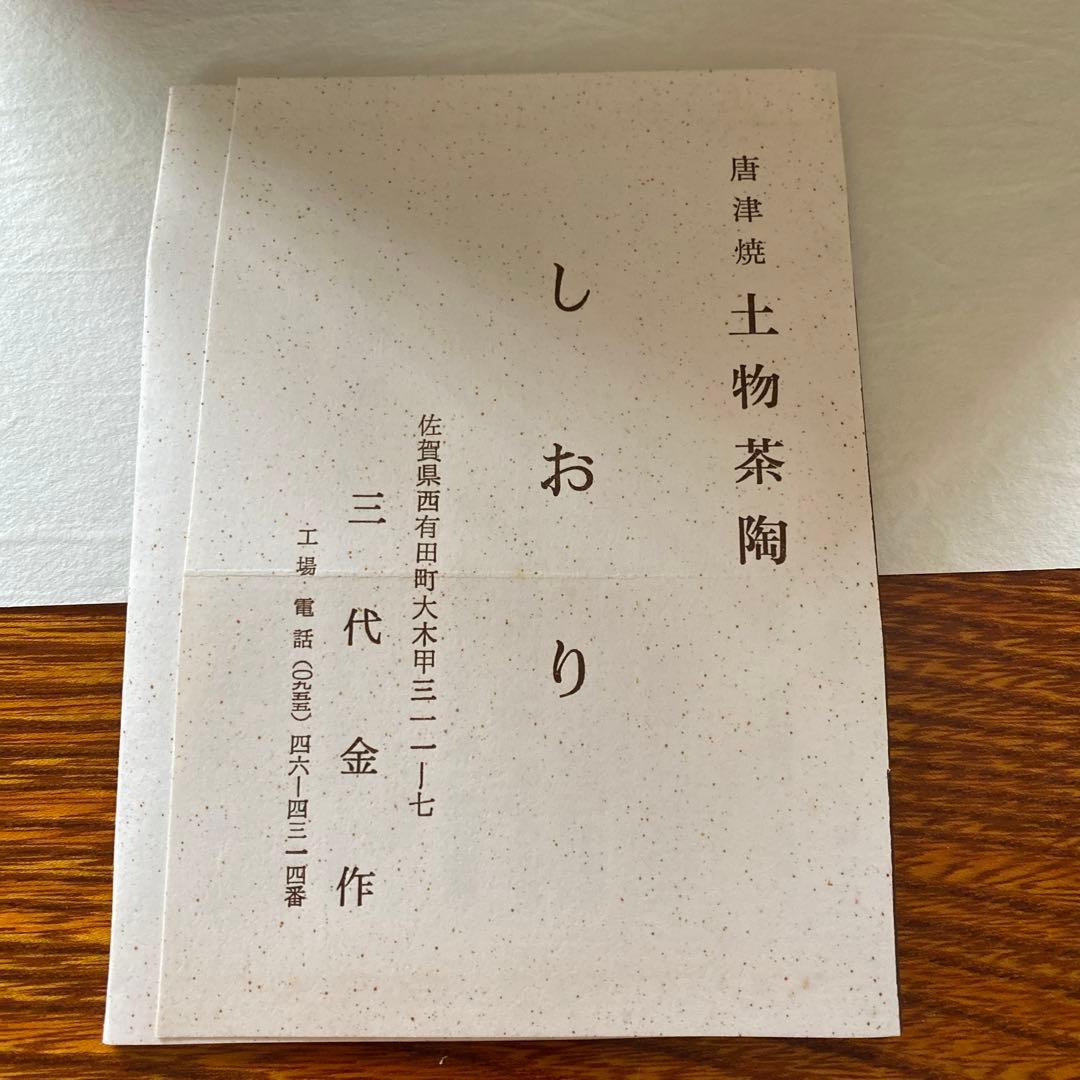 唐津焼 土物茶陶
しおり
佐賀県西有田町大木甲三一一―七
三代金作
工場 電話(〇九五五)四六―四三一四番